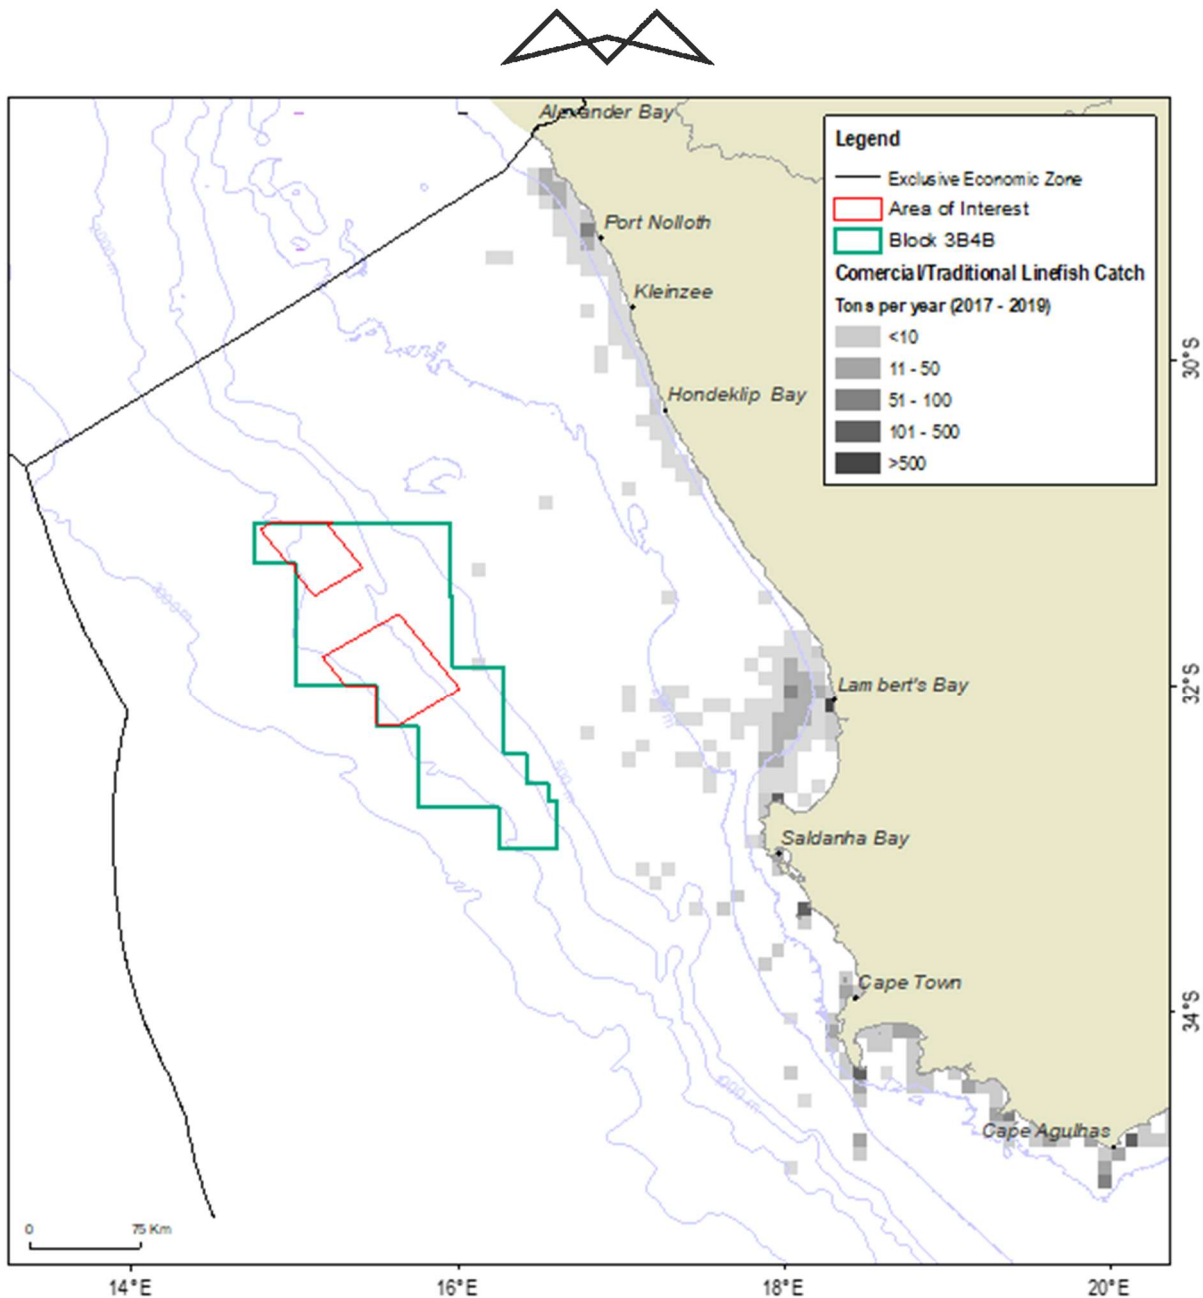 Alexander Bay
Port Nolloth
Kleinzee
Hondeklip Bay
Lambert's Bay
Saldanha Bay
Cape Town
Cape Agulhas
Legend
Exclusive Economic Zone
Area of Interest
Block 3B4B
Comercial/Traditional Linefish Catch
Tons per year (2017 - 2019)
<10
11 - 50
51 - 100
101 - 500
>500
3000 m
500 m
0 75 Km
14°E 16°E 18°E 20°E
30°S
32°S
34°S